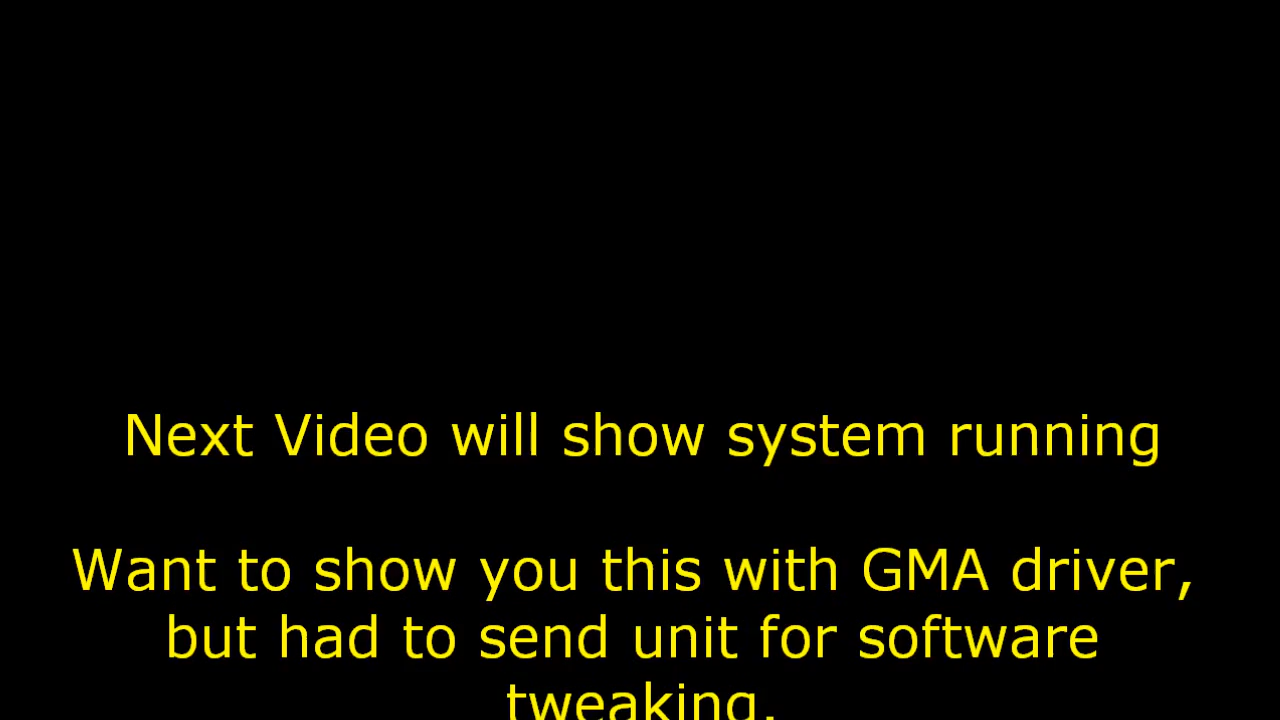 Next Video will show system running
Want to show you this with GMA driver,
but had to send unit for software
tweaking.